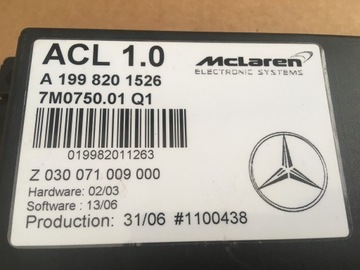 ACL 1.0
McLaren
ELECTRONIC SYSTEMS
A 199 820 1526
7M0750.01 Q1
019982011263
Z 030 071 009 000
Hardware: 02/03
Software : 13/06
Production: 31/06 #1100438